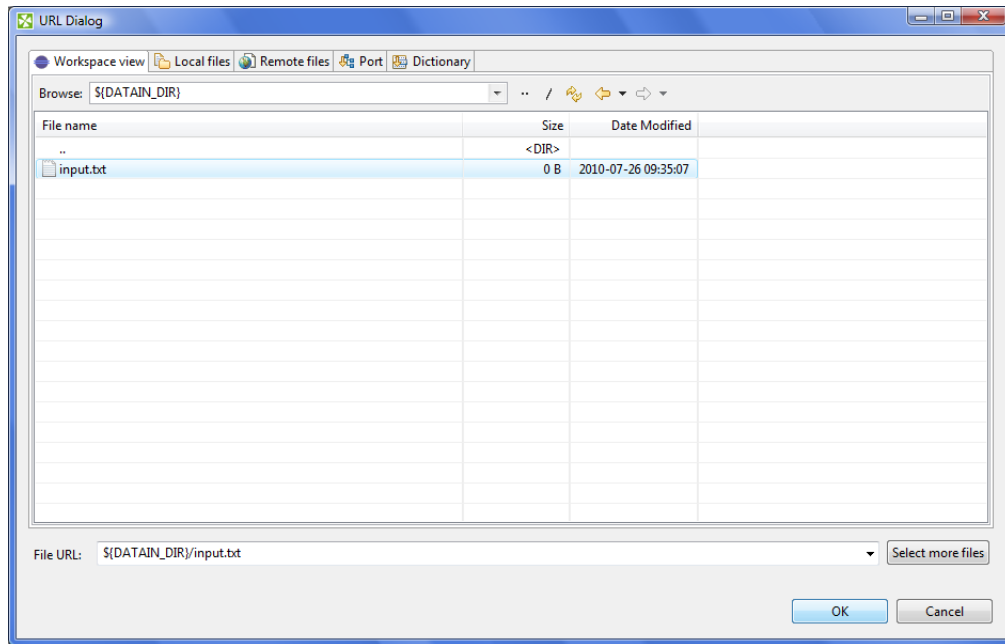 URL Dialog
Workspace view Local files Remote files Port Dictionary
Browse: ${DATAIN_DIR} .. /
File name Size Date Modified
.. <DIR>
input.txt 0 B 2010-07-26 09:35:07
File URL: ${DATAIN_DIR}/input.txt Select more files
OK Cancel